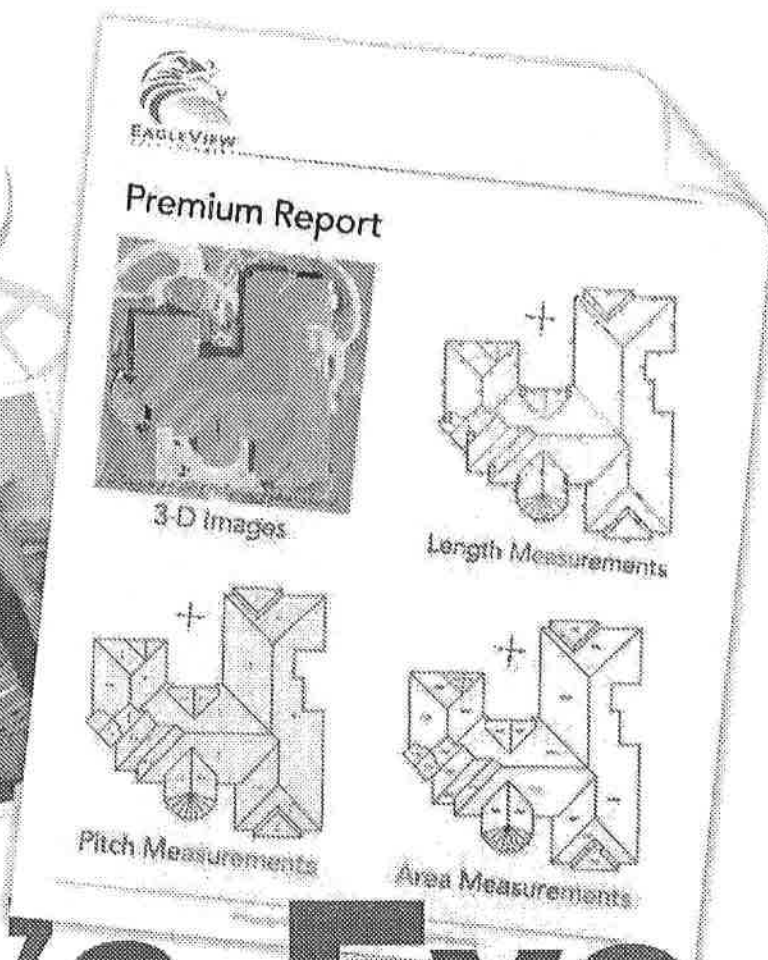 EAGLEVIEW
Premium Report
3-D Images
Length Measurements
Pitch Measurements
Area Measurements